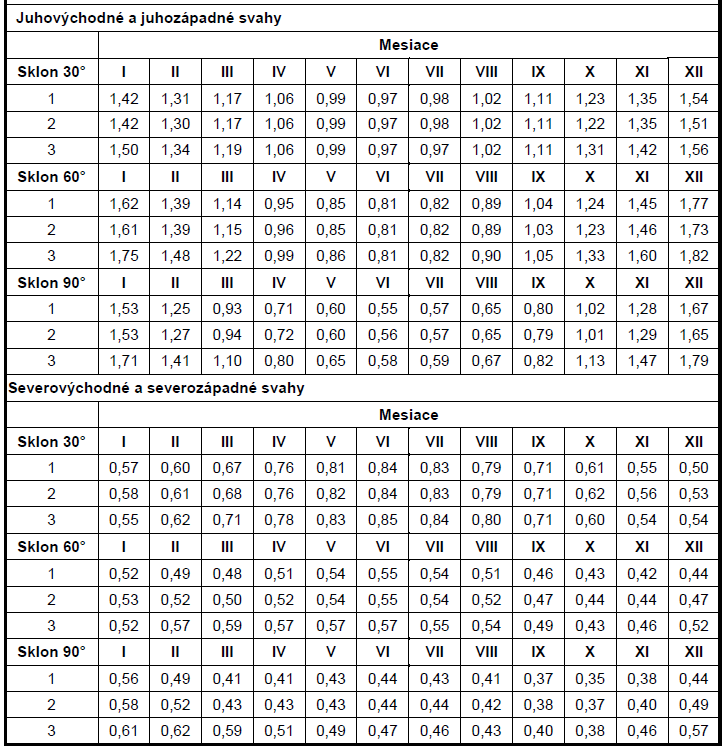 Juhovýchodné a juhozápadné svahy
Mesiace
Sklon 30° I II III IV V VI VII VIII IX X XI XII
1 1,42 1,31 1,17 1,06 0,99 0,97 0,98 1,02 1,11 1,23 1,35 1,54
2 1,42 1,30 1,17 1,06 0,99 0,97 0,98 1,02 1,11 1,22 1,35 1,51
3 1,50 1,34 1,19 1,06 0,99 0,97 0,97 1,02 1,11 1,31 1,42 1,56
Sklon 60° I II III IV V VI VII VIII IX X XI XII
1 1,62 1,39 1,14 0,95 0,85 0,81 0,82 0,89 1,04 1,24 1,45 1,77
2 1,61 1,39 1,15 0,96 0,85 0,81 0,82 0,89 1,03 1,23 1,46 1,73
3 1,75 1,48 1,22 0,99 0,86 0,81 0,82 0,90 1,05 1,33 1,60 1,82
Sklon 90° I II III IV V VI VII VIII IX X XI XII
1 1,53 1,25 0,93 0,71 0,60 0,55 0,57 0,65 0,80 1,02 1,28 1,67
2 1,53 1,27 0,94 0,72 0,60 0,56 0,57 0,65 0,79 1,01 1,29 1,65
3 1,71 1,41 1,10 0,80 0,65 0,58 0,59 0,67 0,82 1,13 1,47 1,79
Severovýchodné a severozápadné svahy
Mesiace
Sklon 30° I II III IV V VI VII VIII IX X XI XII
1 0,57 0,60 0,67 0,76 0,81 0,84 0,83 0,79 0,71 0,61 0,55 0,50
2 0,58 0,61 0,68 0,76 0,82 0,84 0,83 0,79 0,71 0,62 0,56 0,53
3 0,55 0,62 0,71 0,78 0,83 0,85 0,84 0,80 0,71 0,60 0,54 0,54
Sklon 60° I II III IV V VI VII VIII IX X XI XII
1 0,52 0,49 0,48 0,51 0,54 0,55 0,54 0,51 0,46 0,43 0,42 0,44
2 0,53 0,52 0,50 0,52 0,54 0,55 0,54 0,52 0,47 0,44 0,44 0,47
3 0,52 0,57 0,59 0,57 0,57 0,57 0,55 0,54 0,49 0,43 0,46 0,52
Sklon 90° I II III IV V VI VII VIII IX X XI XII
1 0,56 0,49 0,41 0,41 0,43 0,44 0,43 0,41 0,37 0,35 0,38 0,44
2 0,58 0,52 0,43 0,43 0,43 0,44 0,44 0,42 0,38 0,37 0,40 0,49
3 0,61 0,62 0,59 0,51 0,49 0,47 0,46 0,43 0,40 0,38 0,46 0,57